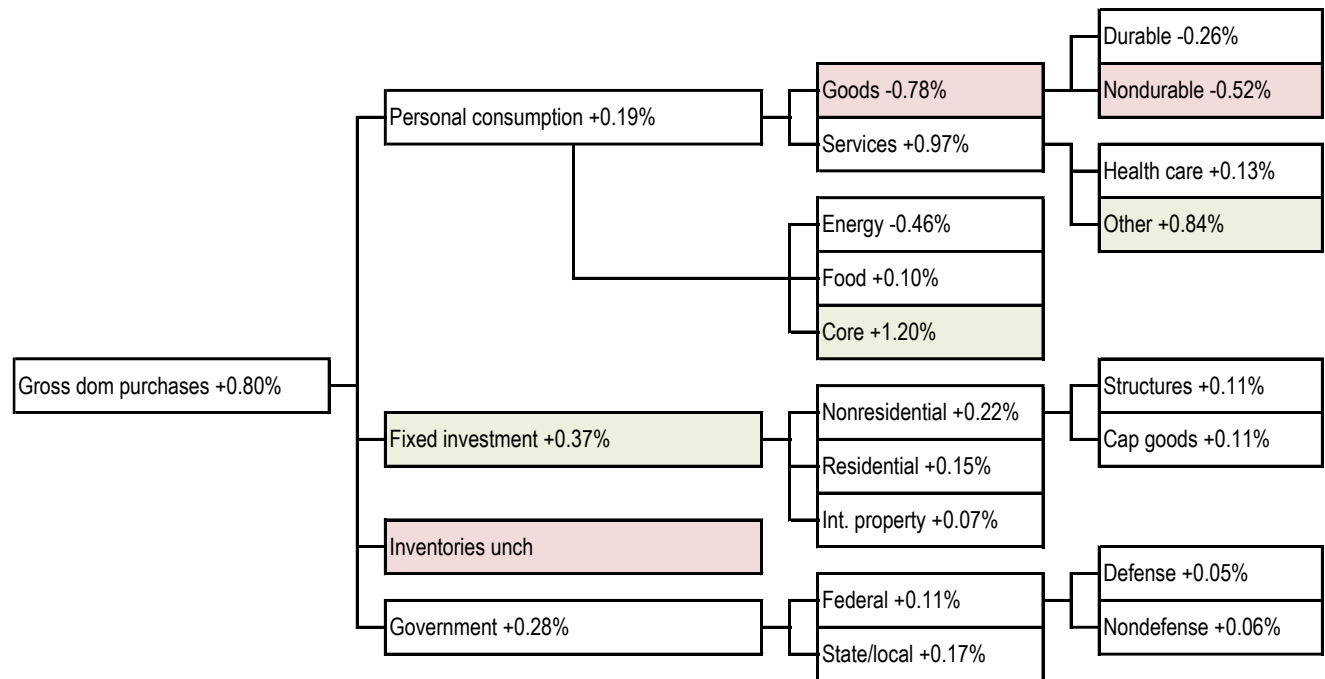 Gross dom purchases +0.80%
Personal consumption +0.19%
Goods -0.78%
Services +0.97%
Durable -0.26%
Nondurable -0.52%
Health care +0.13%
Other +0.84%
Energy -0.46%
Food +0.10%
Core +1.20%
Fixed investment +0.37%
Nonresidential +0.22%
Residential +0.15%
Int. property +0.07%
Structures +0.11%
Cap goods +0.11%
Inventories unch
Government +0.28%
Federal +0.11%
State/local +0.17%
Defense +0.05%
Nondefense +0.06%